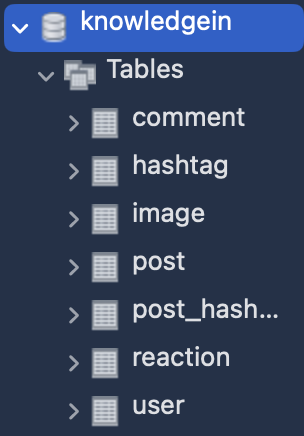 knowledgein
Tables
comment
hashtag
image
post
post_hash...
reaction
user